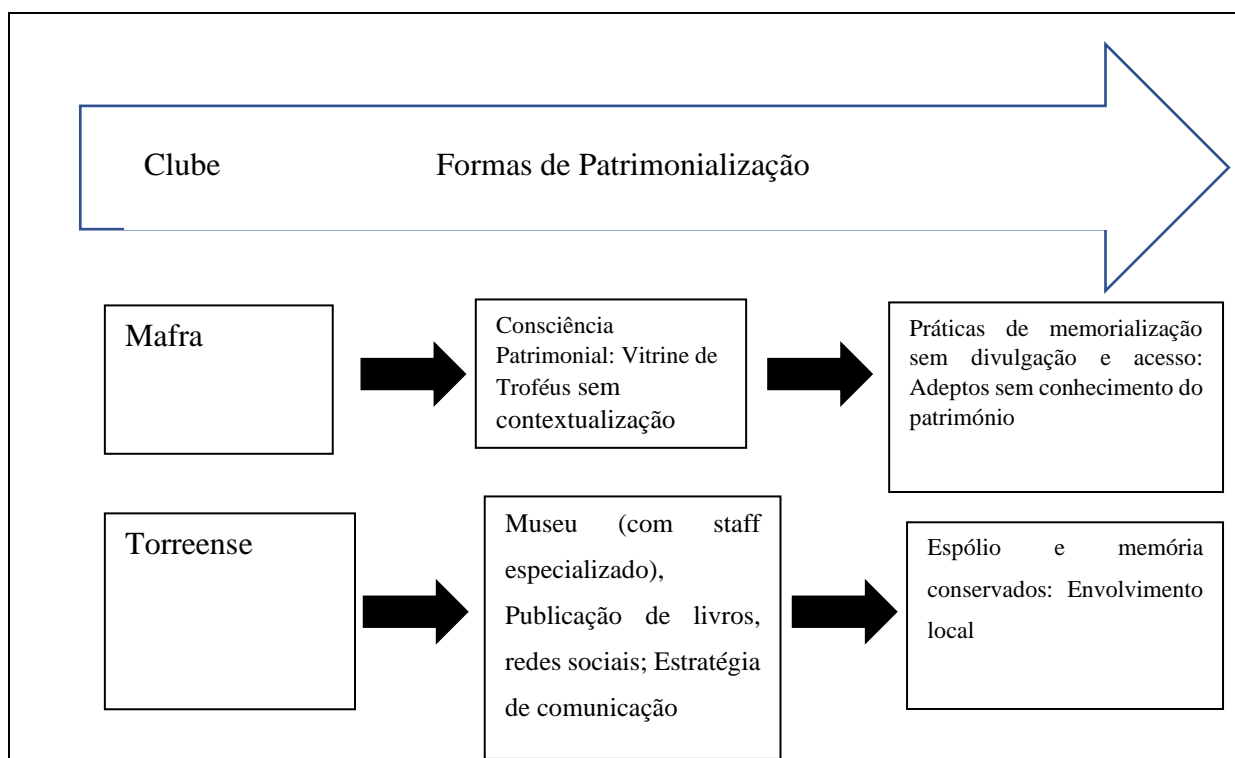 Clube Formas de Patrimonialização
Mafra
Consciência
Patrimonial: Vitrine de
Troféus sem
contextualização
Práticas de memorialização
sem divulgação e acesso:
Adeptos sem conhecimento do
património
Torreense
Museu (com staff
especializado),
Publicação de livros,
redes sociais; Estratégia
de comunicação
Espólio e memória
conservados: Envolvimento
local